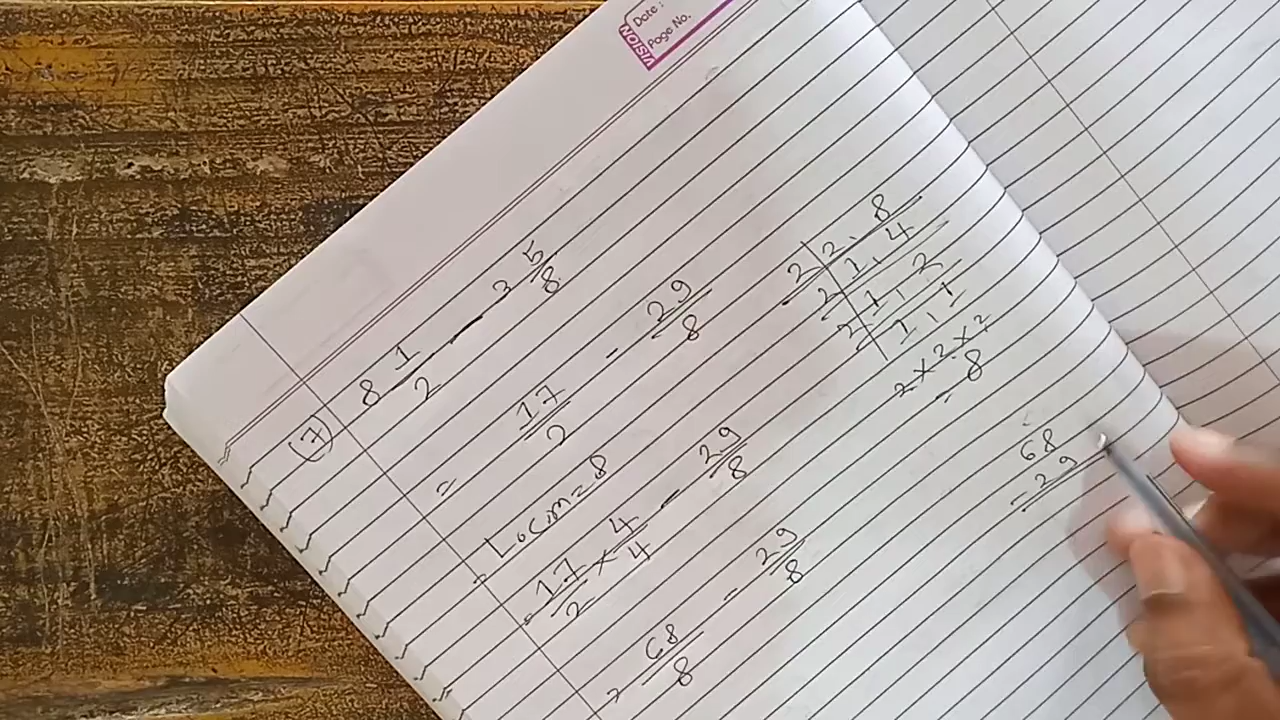 Date :
Page No.
VISION
(7) 8 1/2 - 3 5/8
= 17/2 - 29/8
L.C.M = 8
= 17/2 × 4/4 - 29/8
= 68/8 - 29/8
2 | 2, 8
2 | 1, 4
2 | 1, 2
1, 1
2 × 2 × 2
= 8
68
- 29